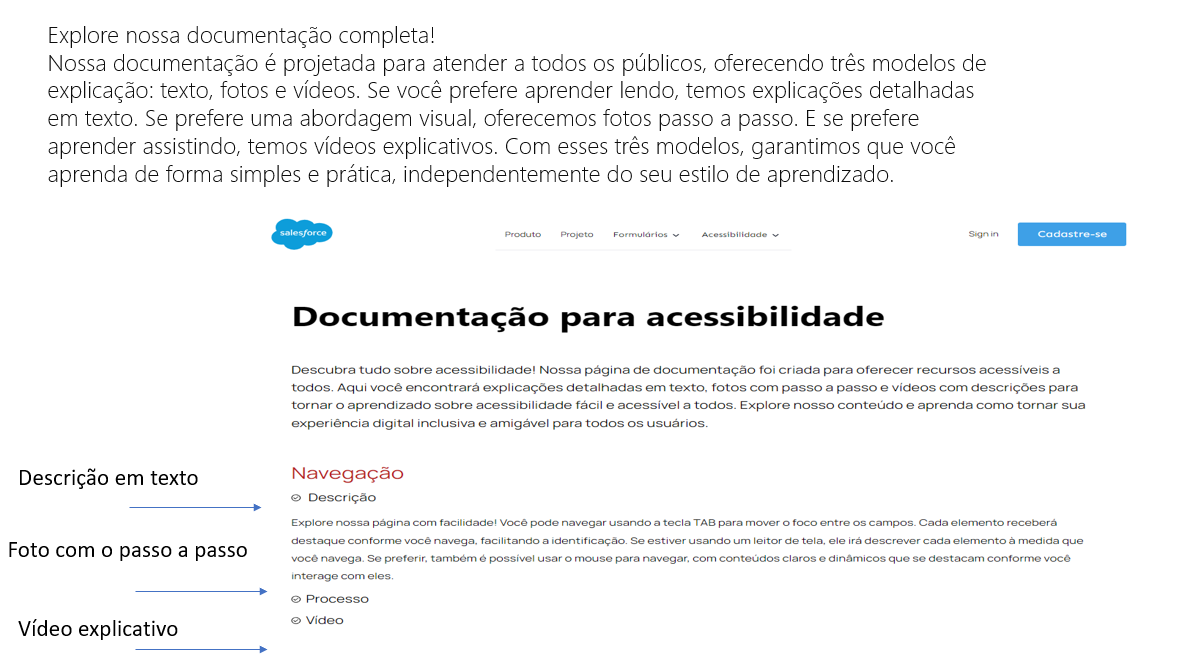 Explore nossa documentação completa!
Nossa documentação é projetada para atender a todos os públicos, oferecendo três modelos de
explicação: texto, fotos e vídeos. Se você prefere aprender lendo, temos explicações detalhadas
em texto. Se prefere uma abordagem visual, oferecemos fotos passo a passo. E se prefere
aprender assistindo, temos vídeos explicativos. Com esses três modelos, garantimos que você
aprenda de forma simples e prática, independentemente do seu estilo de aprendizado.
salesforce
Produto Projeto Formulários Acessibilidade Sign in Cadastre-se
Documentação para acessibilidade
Descubra tudo sobre acessibilidade! Nossa página de documentação foi criada para oferecer recursos acessíveis a
todos. Aqui você encontrará explicações detalhadas em texto, fotos com passo a passo e vídeos com descrições para
tornar o aprendizado sobre acessibilidade fácil e acessível a todos. Explore nosso conteúdo e aprenda como tornar sua
experiência digital inclusiva e amigável para todos os usuários.
Navegação
Descrição em texto
Descrição
Explore nossa página com facilidade! Você pode navegar usando a tecla TAB para mover o foco entre os campos. Cada elemento receberá
destaque conforme você navega, facilitando a identificação. Se estiver usando um leitor de tela, ele irá descrever cada elemento à medida que
você navega. Se preferir, também é possível usar o mouse para navegar, com conteúdos claros e dinâmicos que se destacam conforme você
interage com eles.
Foto com o passo a passo
Processo
Vídeo
Vídeo explicativo